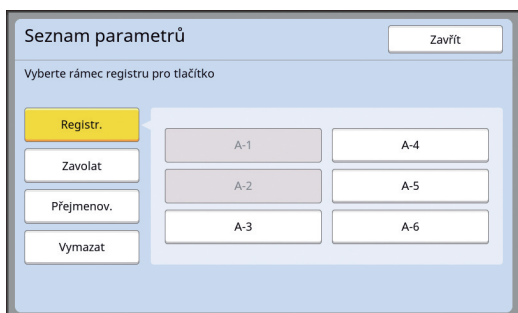 Seznam parametrů
Zavřít
Vyberte rámec registru pro tlačítko
Registr.
Zavolat
Přejmenov.
Vymazat
A-1
A-4
A-2
A-5
A-3
A-6